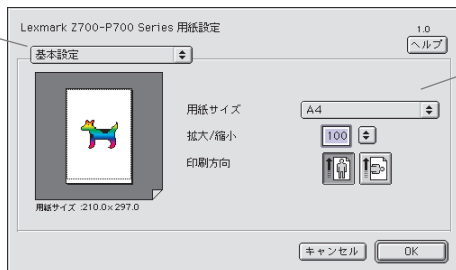 Lexmark Z700-P700 Series 用紙設定
1.0
ヘルプ
基本設定
用紙サイズ
A4
拡大/縮小
100
印刷方向
用紙サイズ :210.0×297.0
キャンセル
OK